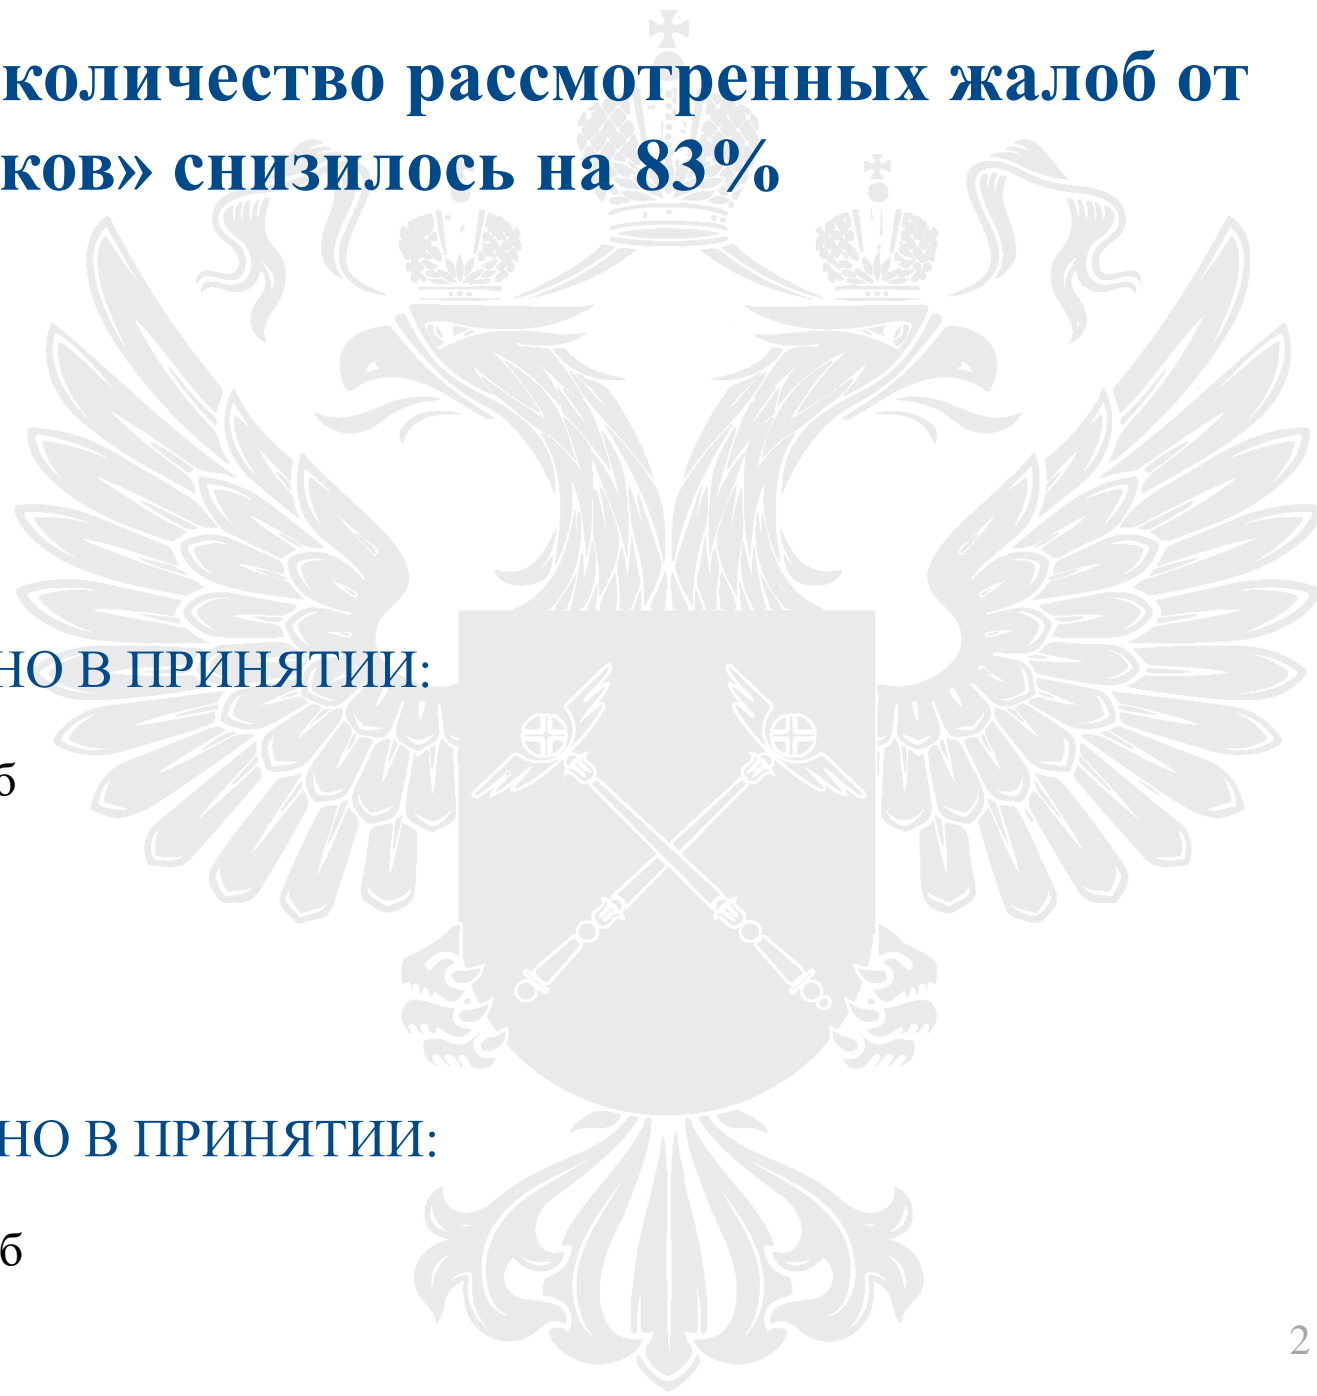 количество рассмотренных жалоб от
ков» снизилось на 83%
НО В ПРИНЯТИИ:
б
НО В ПРИНЯТИИ:
б
2